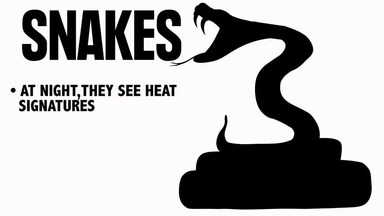 SNAKES
• AT NIGHT, THEY SEE HEAT
SIGNATURES